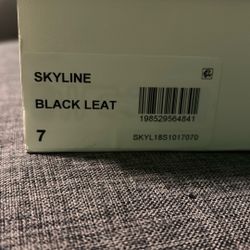 SKYLINE
BLACK LEAT
198529564841
7
SKYL18S1017070